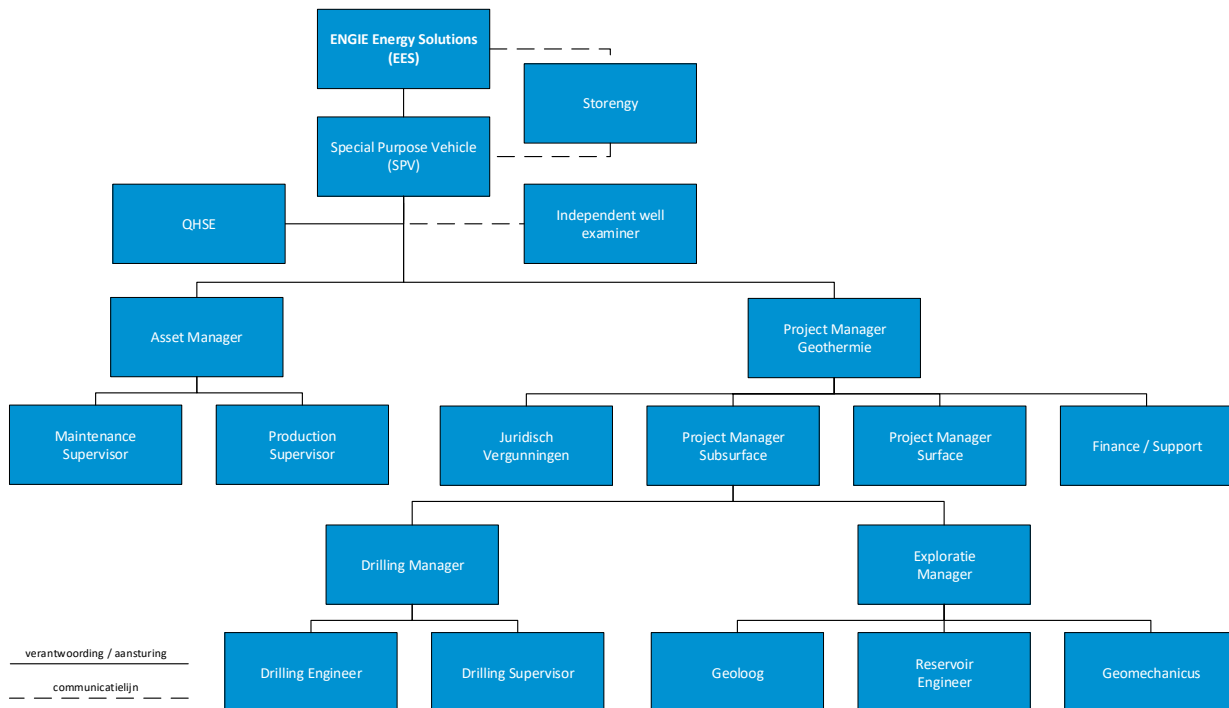 ENGIE Energy Solutions
(EES)
Storengy
Special Purpose Vehicle
(SPV)
QHSE
Independent well
examiner
Asset Manager
Project Manager
Geothermie
Maintenance
Supervisor
Production
Supervisor
Juridisch
Vergunningen
Project Manager
Subsurface
Project Manager
Surface
Finance / Support
Drilling Manager
Exploratie
Manager
verantwoording / aansturing
communicatielijn
Drilling Engineer
Drilling Supervisor
Geoloog
Reservoir
Engineer
Geomechanicus